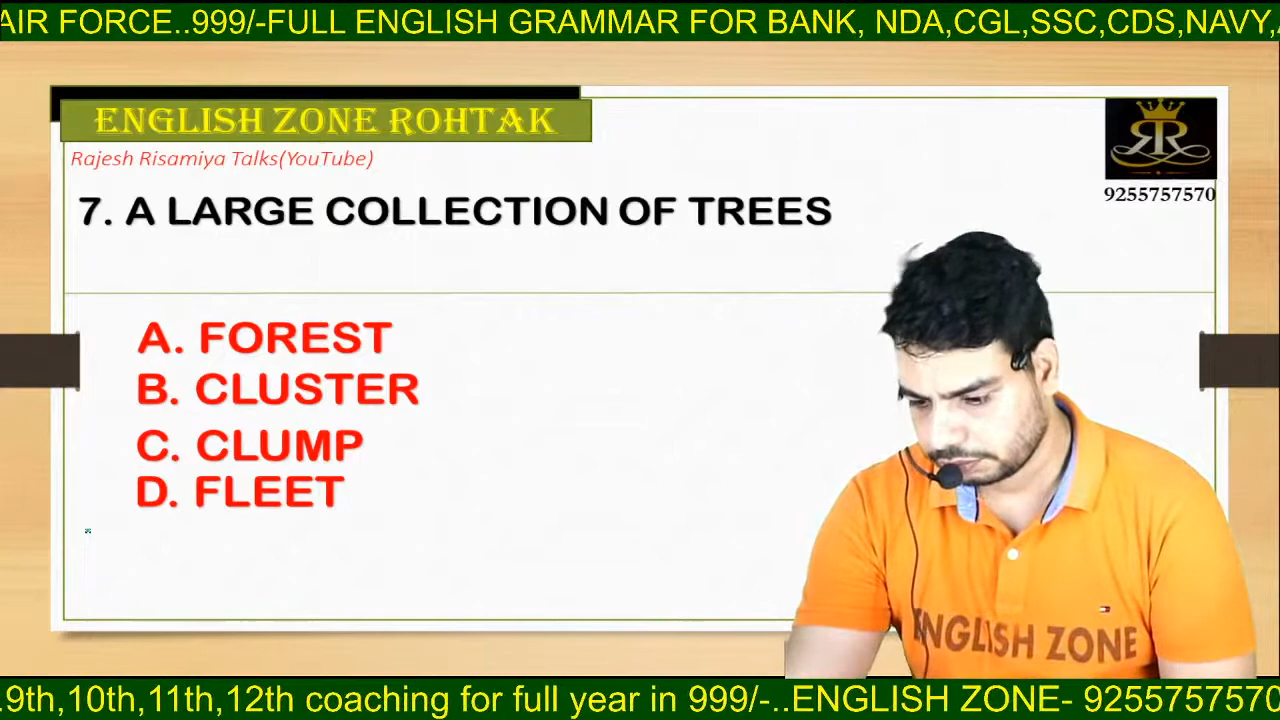 AIR FORCE..999/-FULL ENGLISH GRAMMAR FOR BANK, NDA,CGL,SSC,CDS,NAVY,
ENGLISH ZONE ROHTAK
Rajesh Risamiya Talks(YouTube)
RR
9255757570
7. A LARGE COLLECTION OF TREES
A. FOREST
B. CLUSTER
C. CLUMP
D. FLEET
ENGLISH ZONE
.9th,10th,11th,12th coaching for full year in 999/-..ENGLISH ZONE- 9255757570